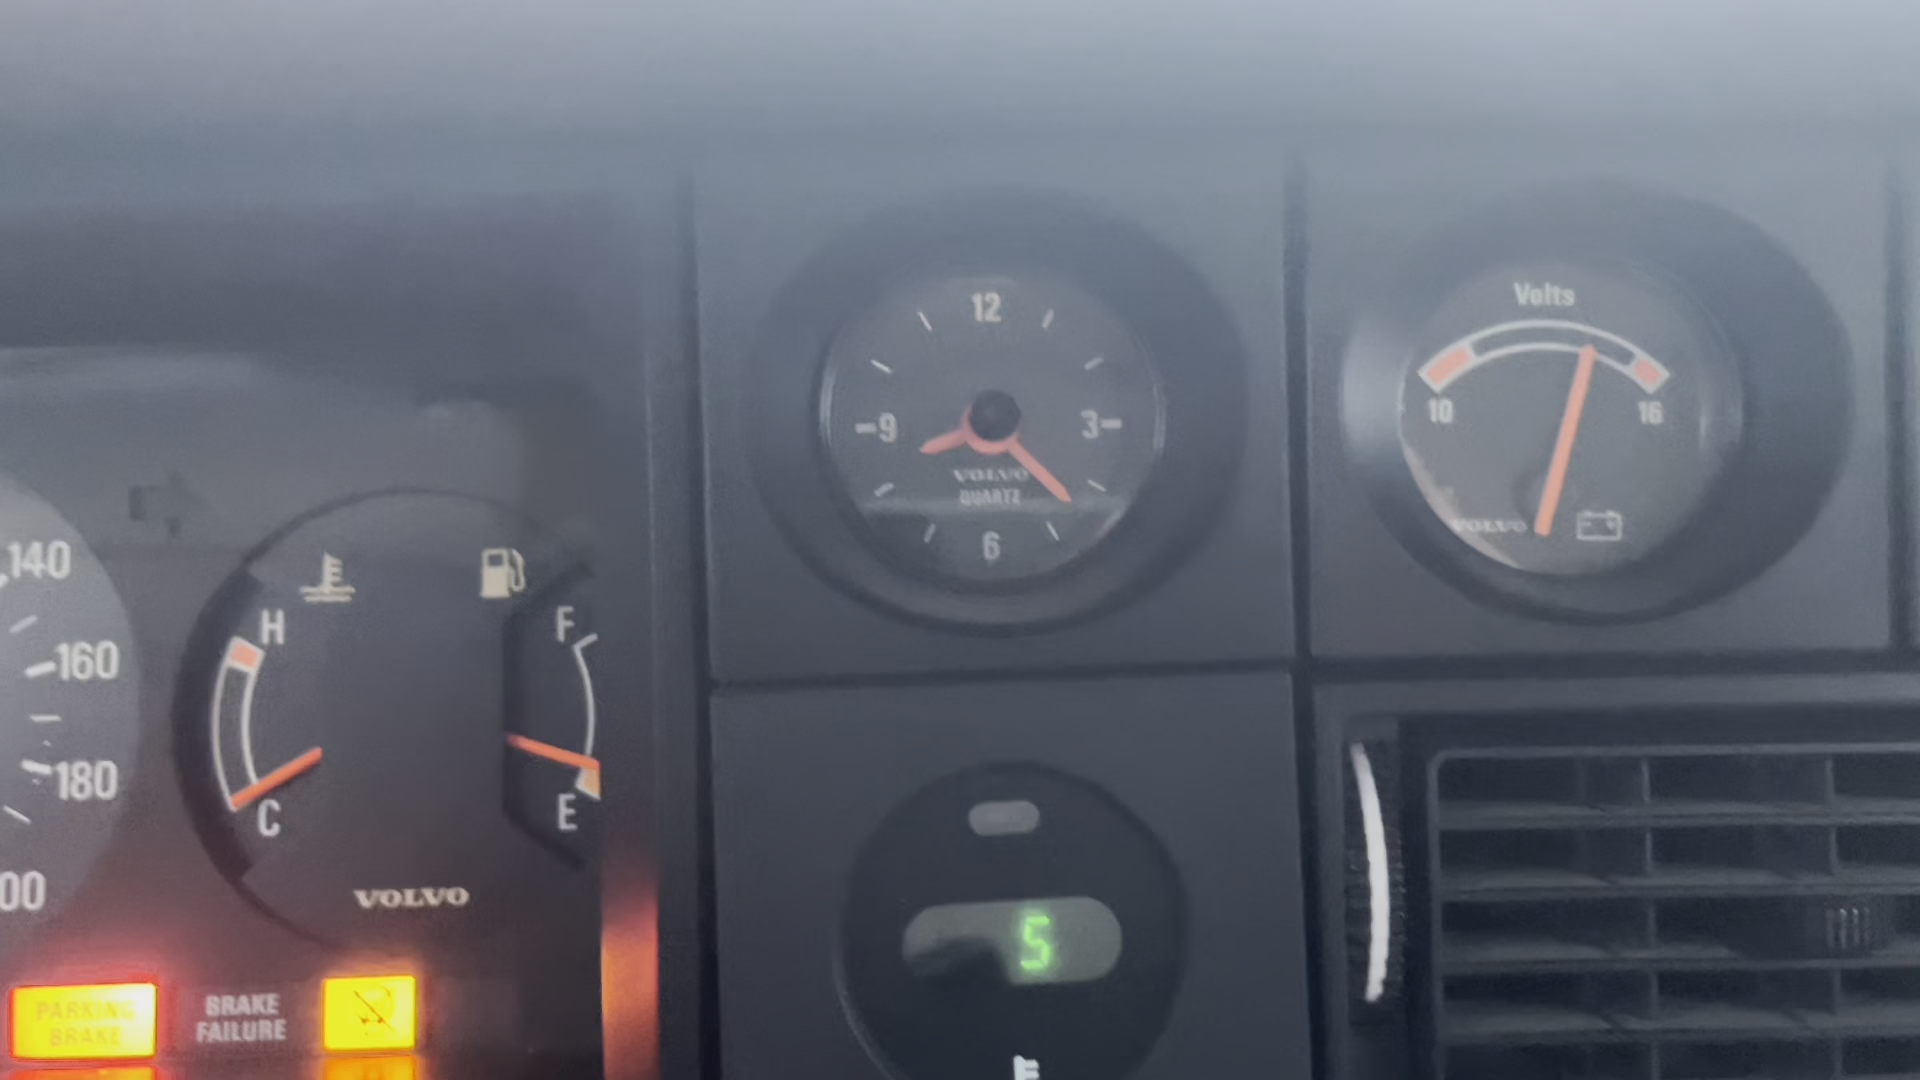 140
160
180
00
H
C
F
E
VOLVO
PARKING
BRAKE
BRAKE
FAILURE
12
9
3
VOLVO
QUARTZ
6
5
Volts
10
16
VOLVO